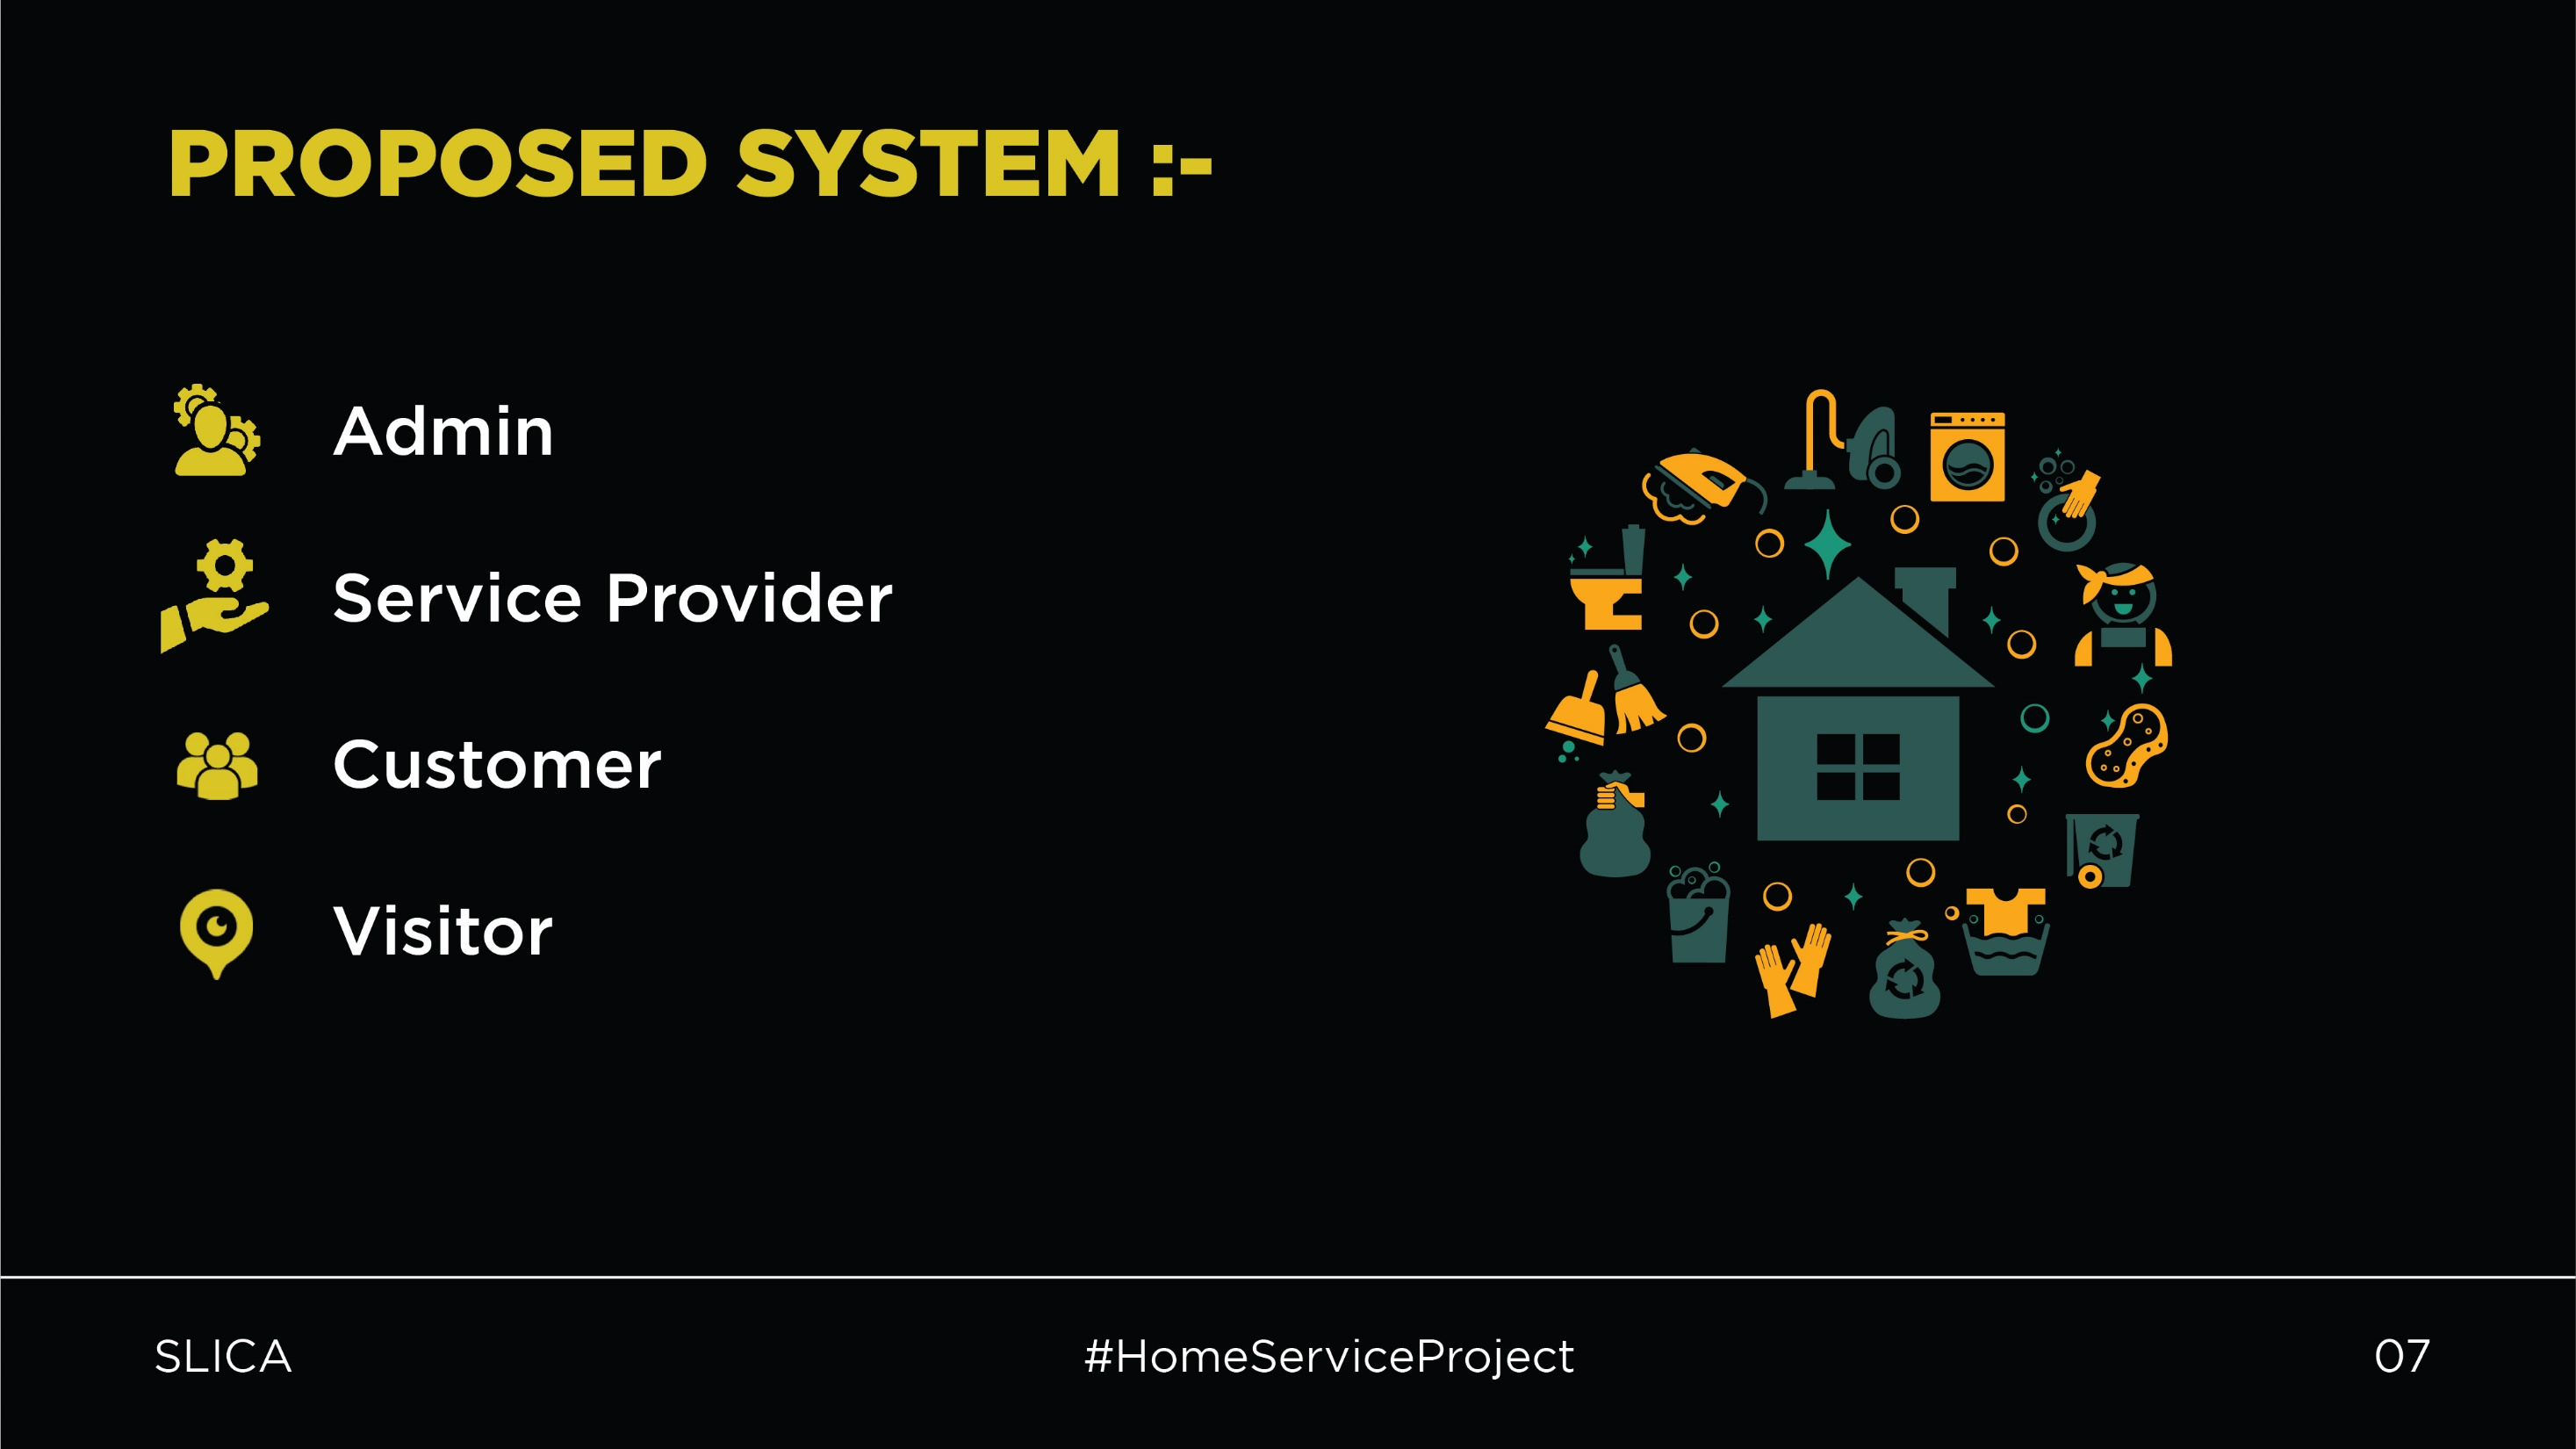 PROPOSED SYSTEM :-
Admin
Service Provider
Customer
Visitor
SLICA
#HomeServiceProject
07